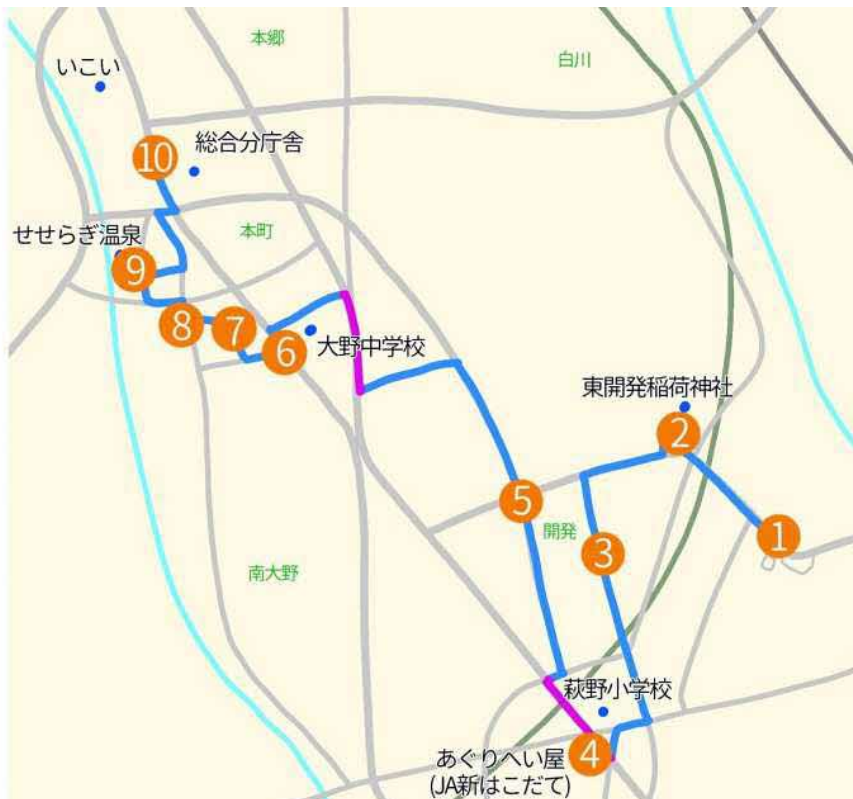 本郷
白川
いこい
総合分庁舎
10
本町
せせらぎ温泉
9
8
7
6
大野中学校
東開発稲荷神社
2
5
1
開発
3
南大野
萩野小学校
4
あぐりへい屋
(JA新はこだて)